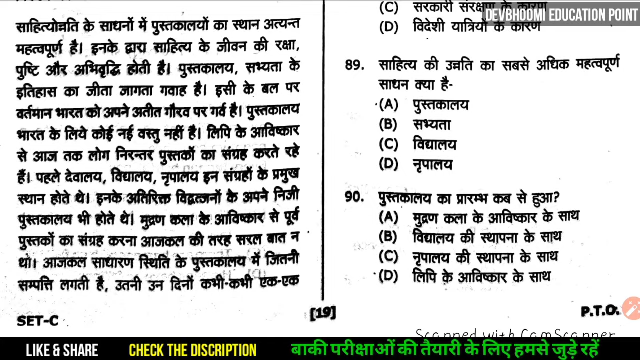 साहित्योन्नति के साधनों में पुस्तकालयों का स्थान अत्यन्त
महत्वपूर्ण है। इनके द्वारा साहित्य के जीवन की रक्षा,
पुष्टि और अभिवृद्धि होती है। पुस्तकालय, सभ्यता के
इतिहास का जीता जागता गवाह है। इसी के बल पर
वर्तमान भारत को अपने अतीत गौरव पर गर्व है। पुस्तकालय
भारत के लिये कोई नई वस्तु नहीं है। लिपि के आविष्कार
से आज तक लोग निरन्तर पुस्तकों का संग्रह करते रहे
हैं। पहले देवालय, विद्यालय, नृपालय इन संग्रहों के प्रमुख
स्थान होते थे। इनके अतिरिक्त विद्वत्जनों के अपने निजी
पुस्तकालय भी होते थे। मुद्रण कला के आविष्कार से पूर्व
पुस्तकों का संग्रह करना आजकल की तरह सरल बात न
थी। आजकल साधारण स्थिति के पुस्तकालय में जितनी
सम्पत्ति लगती है, उतनी उन दिनों कभी-कभी एक-एक
SET-C
[19]
(C) सरकारी संरक्षण के कारण
DEVBHOOMI EDUCATION POINT
(D) विदेशी यात्रियों के कारण
89. साहित्य की उन्नति का सबसे अधिक महत्वपूर्ण
साधन क्या है-
(A) पुस्तकालय
(B) सभ्यता
(C) विद्यालय
(D) नृपालय
90. पुस्तकालय का प्रारम्भ कब से हुआ?
(A) मुद्रण कला के आविष्कार के साथ
(B) विद्यालय की स्थापना के साथ
(C) नृपालय की स्थापना के साथ
(D) लिपि के आविष्कार के साथ
P.T.O.
Scanned with CamScanner
LIKE & SHARE CHECK THE DISCRIPTION बाकी परीक्षाओं की तैयारी के लिए हमसे जुड़े रहें